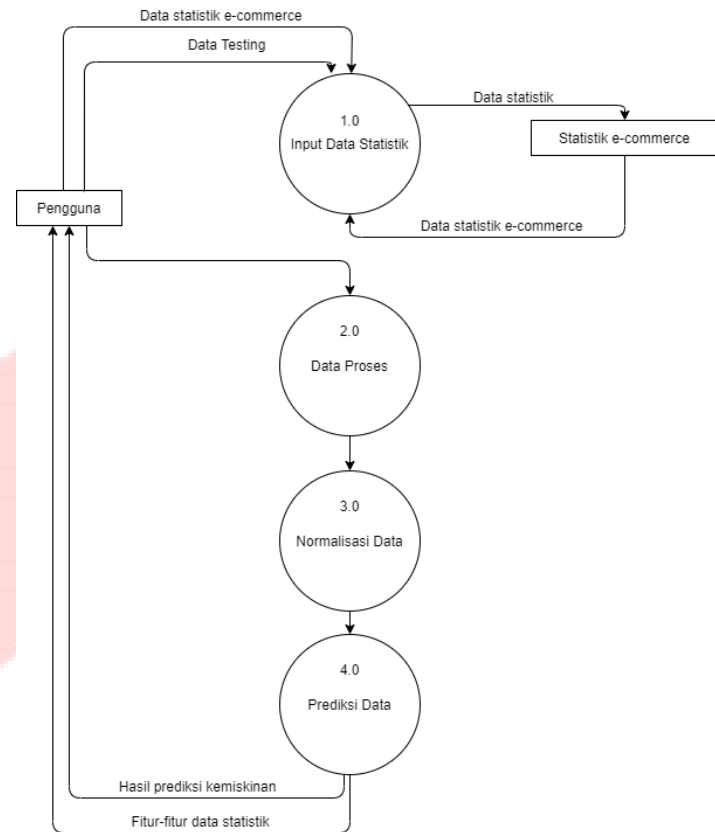 Data statistik e-commerce
Data Testing
1.0
Input Data Statistik
Data statistik
Statistik e-commerce
Pengguna
Data statistik e-commerce
2.0
Data Proses
3.0
Normalisasi Data
4.0
Prediksi Data
Hasil prediksi kemiskinan
Fitur-fitur data statistik